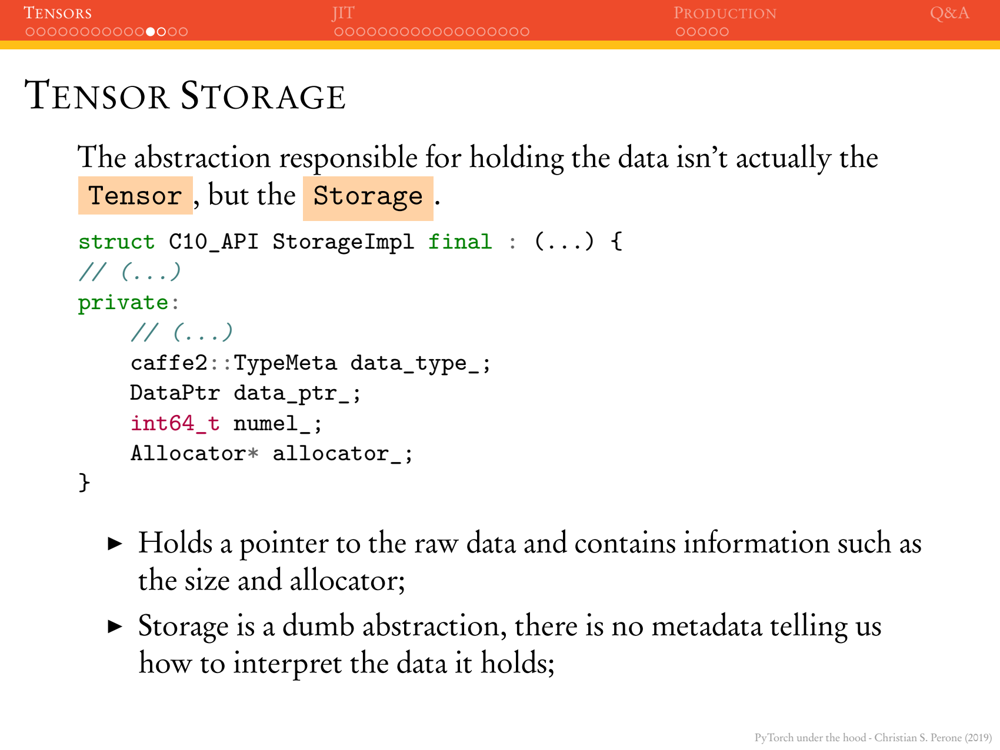 TENSORS JIT PRODUCTION Q&A
TENSOR STORAGE
The abstraction responsible for holding the data isn’t actually the
Tensor , but the Storage .
struct C10_API StorageImpl final : (...) {
// (...)
private:
    // (...)
    caffe2::TypeMeta data_type_;
    DataPtr data_ptr_;
    int64_t numel_;
    Allocator* allocator_;
}
▶ Holds a pointer to the raw data and contains information such as
the size and allocator;
▶ Storage is a dumb abstraction, there is no metadata telling us
how to interpret the data it holds;
PyTorch under the hood - Christian S. Perone (2019)